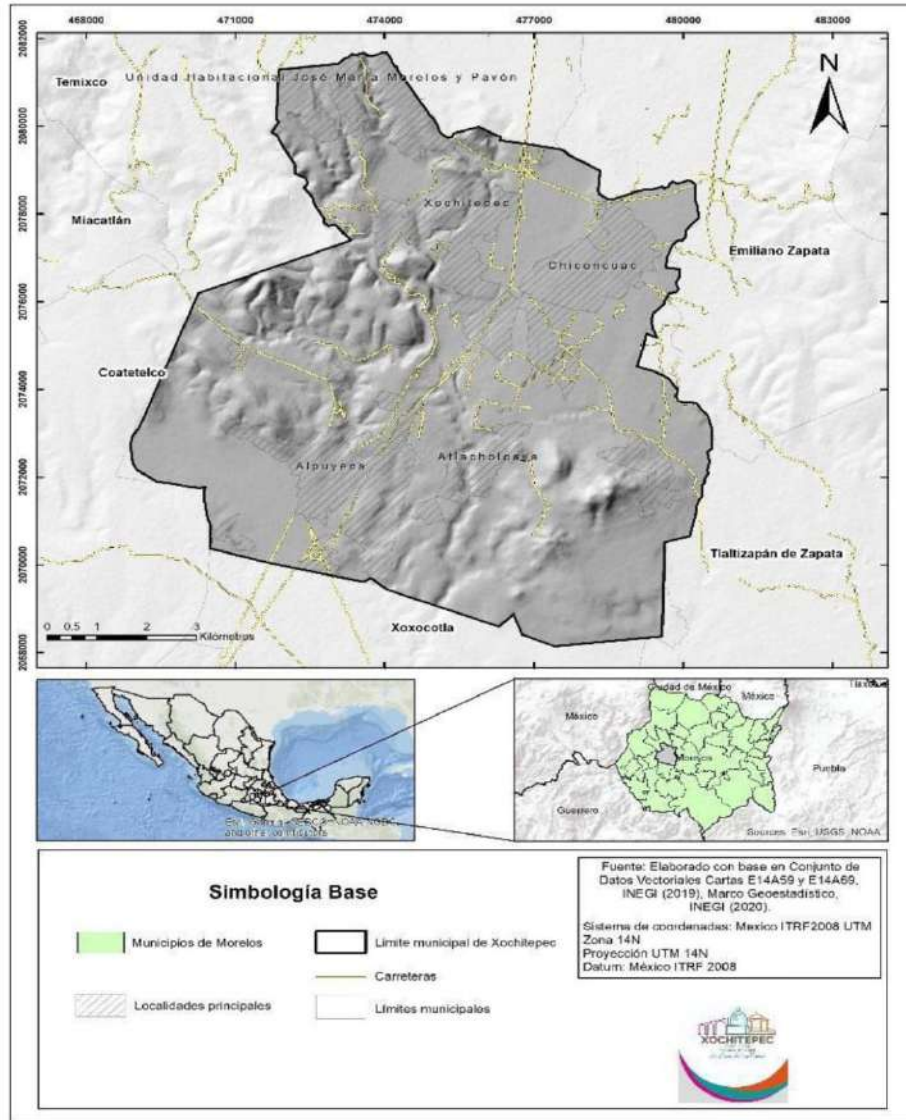 468000 471000 474000 477000 480000 483000
2082000
2080000
2078000
2076000
2074000
2072000
2070000
2068000
Temixco
Unidad Habitacional José María Morelos y Pavón
N
Miacatlán
Xochitepec
Emiliano Zapata
Chiconcuac
Coatetelco
Alpuyeca
Atlacholoaya
Tlaltizapán de Zapata
Xoxocotla
0 0.5 1 2 3
Kilómetros
Ciudad de México
México
México
Morelos
Puebla
Guerrero
Sources: Esri, USGS, NOAA
Simbología Base
Municipios de Morelos
Localidades principales
Límite municipal de Xochitepec
Carreteras
Límites municipales
Fuente: Elaborado con base en Conjunto de
Datos Vectoriales Cartas E14A59 y E14A69,
INEGI (2019), Marco Geoestadístico,
INEGI (2020).
Sistema de coordenadas: Mexico ITRF2008 UTM
Zona 14N
Proyección UTM 14N
Datum: México ITRF 2008
XOCHITEPEC